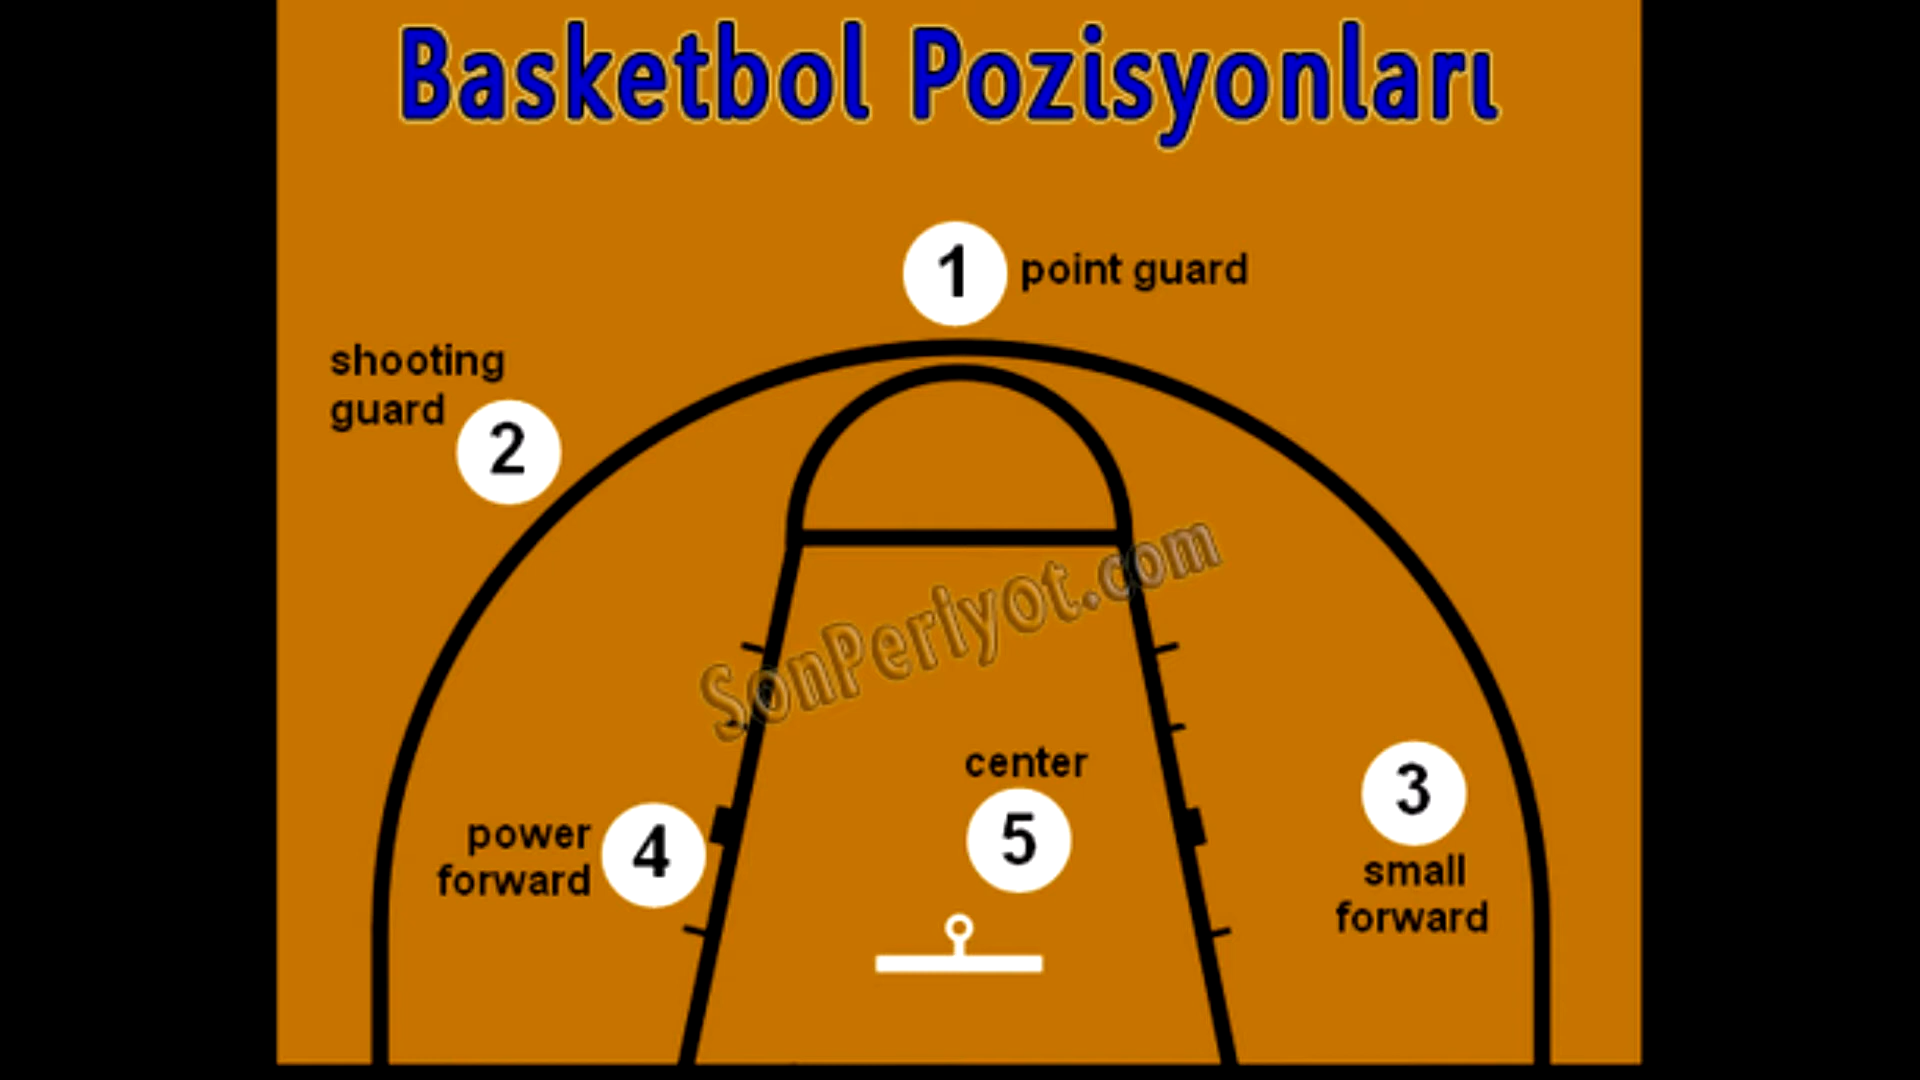 Basketbol Pozisyonları
1 point guard
shooting
guard
2
SonPeriyot.com
center
5
3
small
forward
power
forward
4